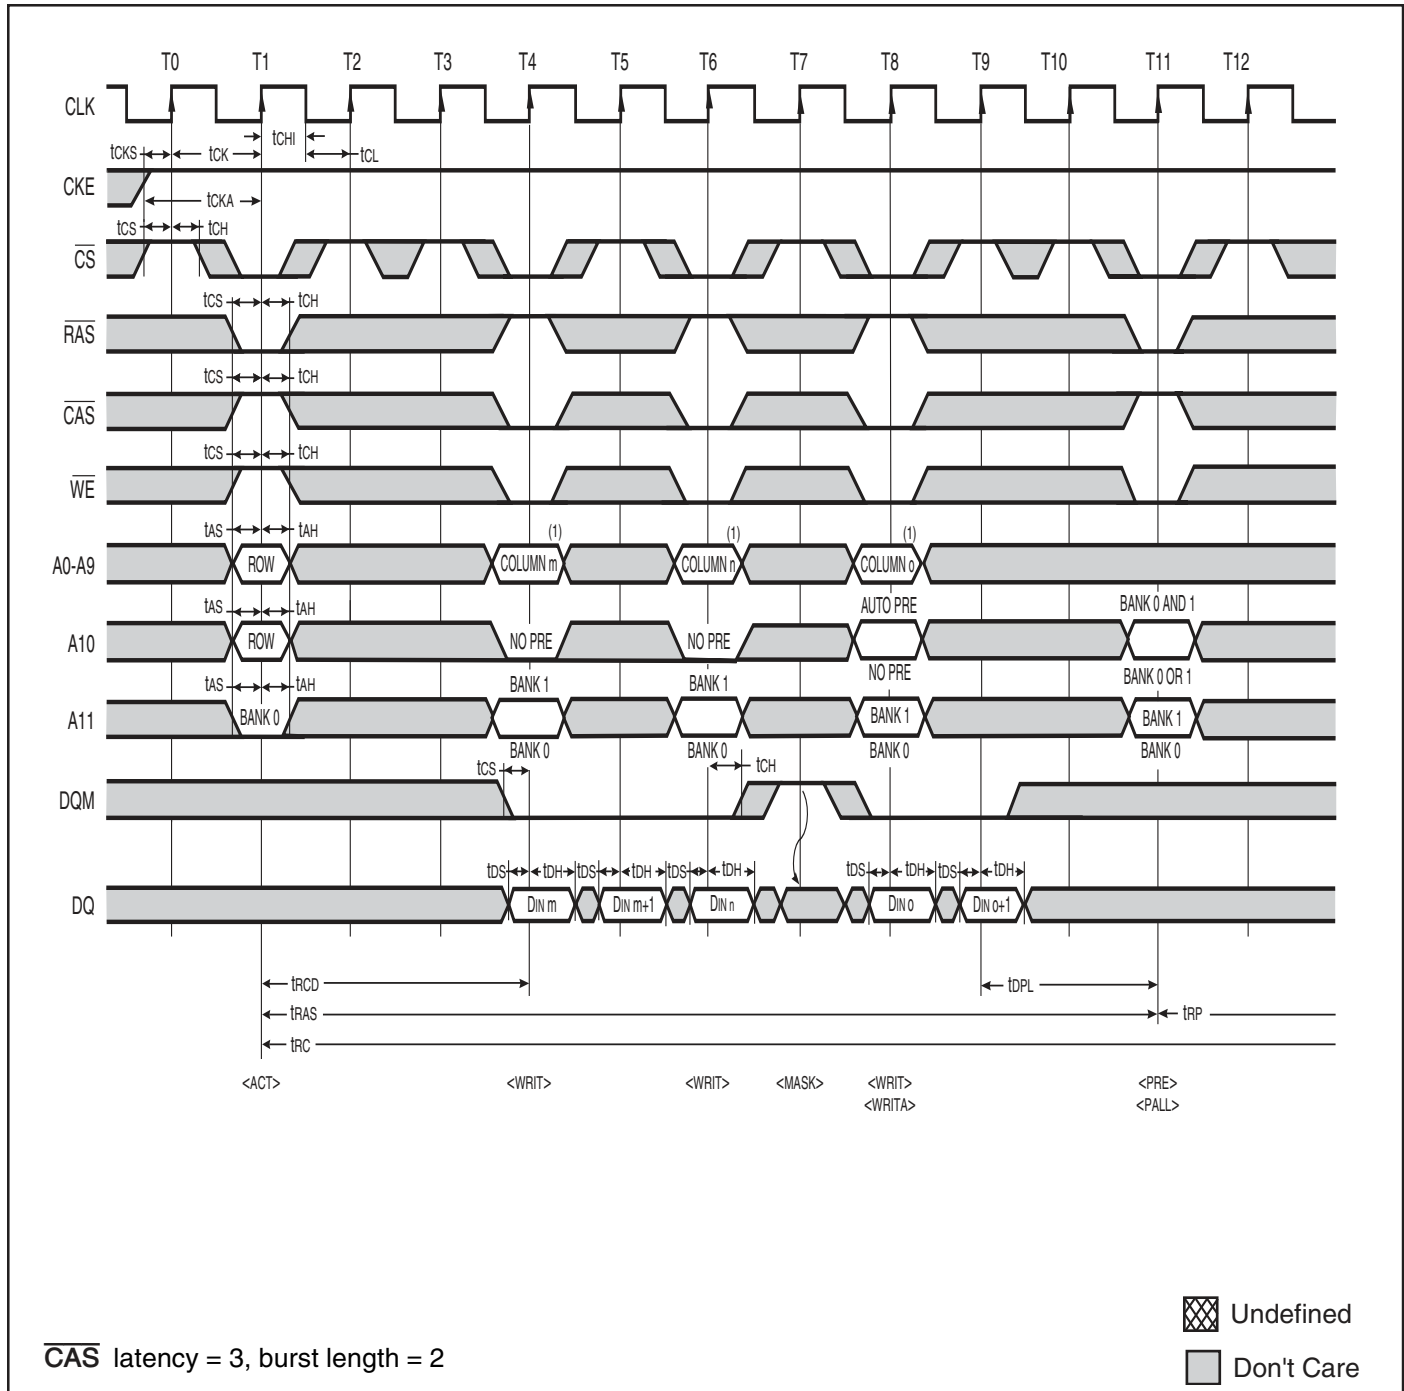 T0 T1 T2 T3 T4 T5 T6 T7 T8 T9 T10 T11 T12
CLK
tCHI
tCKS tCK tCL
CKE
tCKA
tCS tCH
CS
tCS tCH
RAS
tCS tCH
CAS
tCS tCH
WE
tAS tAH (1) (1) (1)
A0-A9 ROW COLUMN m COLUMN n COLUMN o
tAS tAH AUTO PRE BANK 0 AND 1
A10 ROW NO PRE NO PRE
NO PRE BANK 0 OR 1
tAS tAH BANK 1 BANK 1
A11 BANK 0 BANK 1 BANK 1
BANK 0 BANK 0 BANK 0 BANK 0
tCS tCH
DQM
tDS tDH tDS tDH tDS tDH tDS tDH tDS tDH
DQ DIN m DIN m+1 DIN n DIN o DIN o+1
tRCD tDPL
tRAS tRP
tRC
<ACT> <WRIT> <WRIT> <MASK> <WRIT> <PRE>
<WRITA> <PALL>
Undefined
CAS latency = 3, burst length = 2
Don't Care